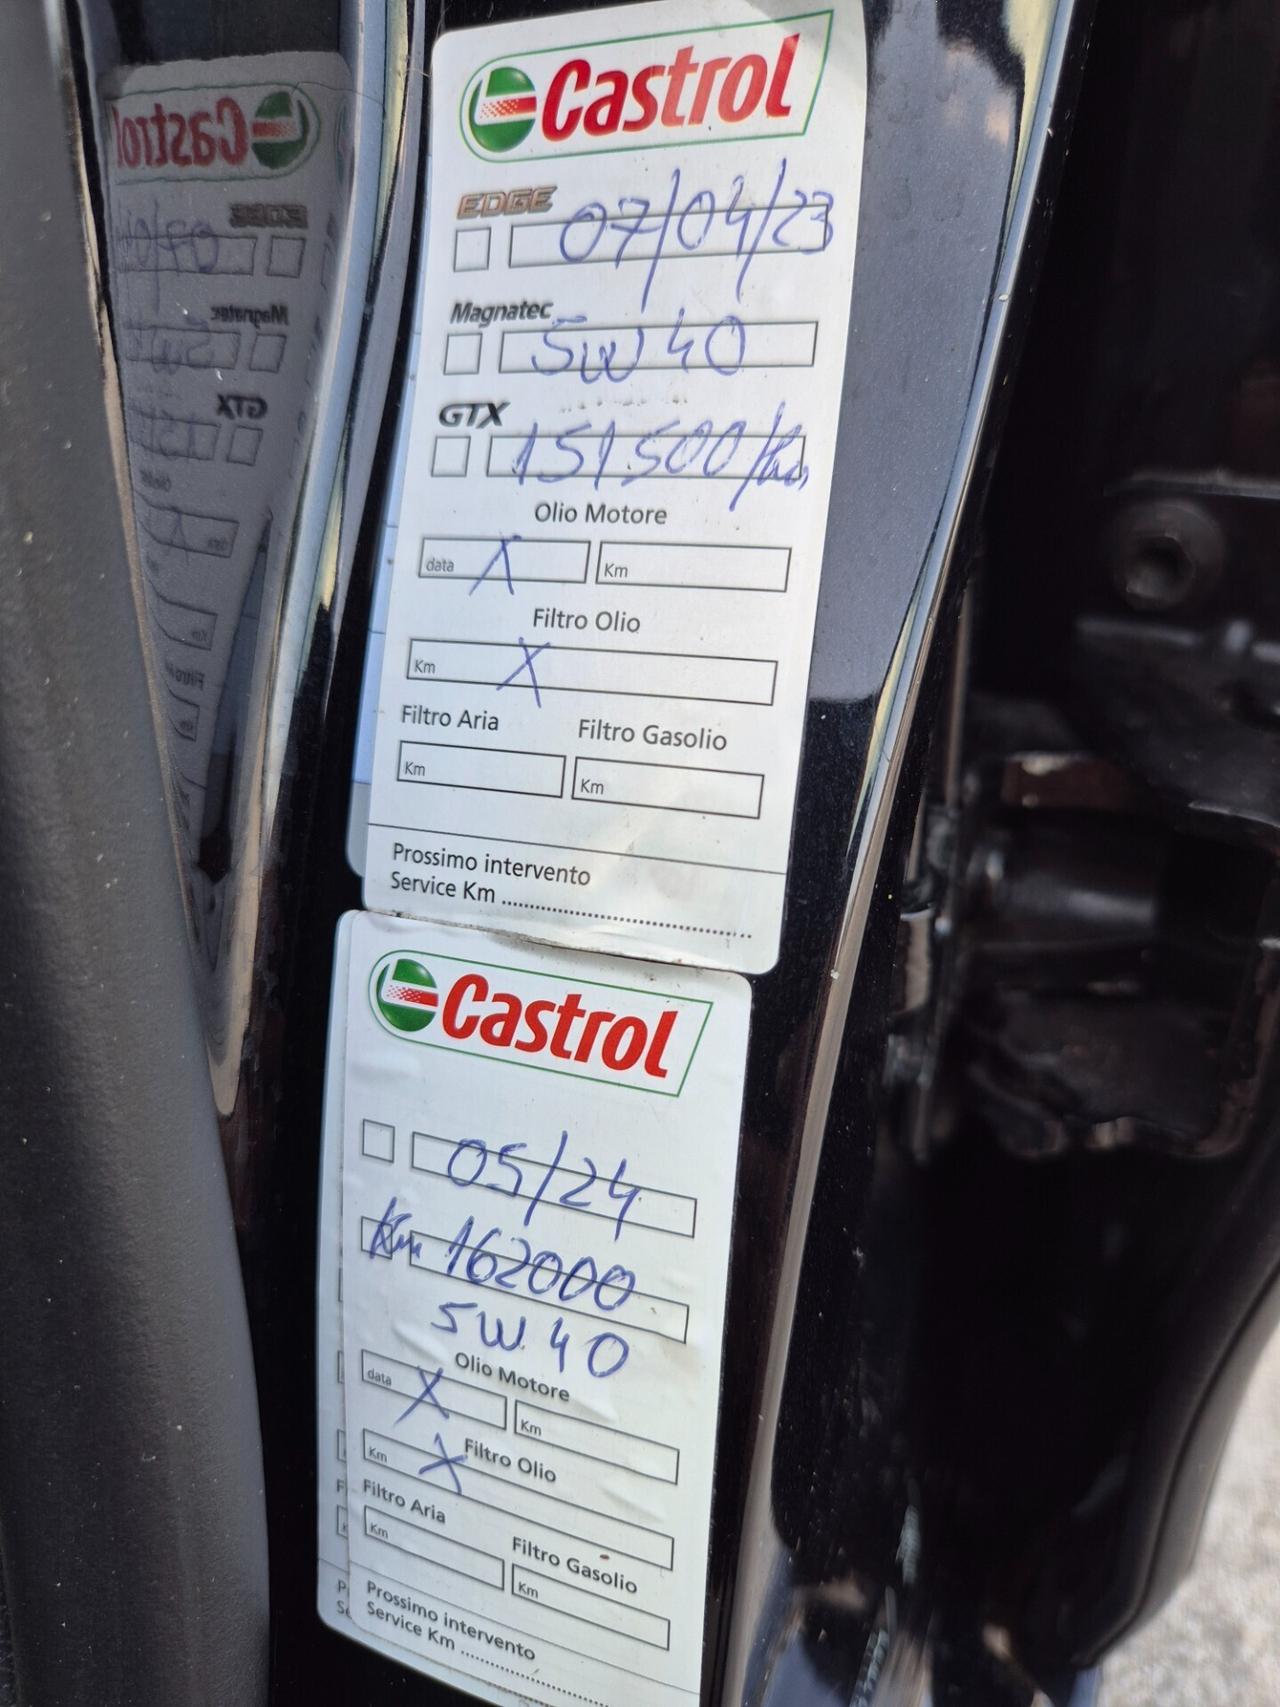 Castrol
EDGE
07/04/23
Magnatec
5W40
GTX
151500/Km
Olio Motore
data X Km
Filtro Olio
Km X
Filtro Aria Filtro Gasolio
Km Km
Prossimo intervento
Service Km ........................................
Castrol
05/24
Km 162000
5W40
Olio Motore
data X Km
Filtro Olio
Km X
Filtro Aria Filtro Gasolio
Km Km
Prossimo intervento
Service Km ........................................